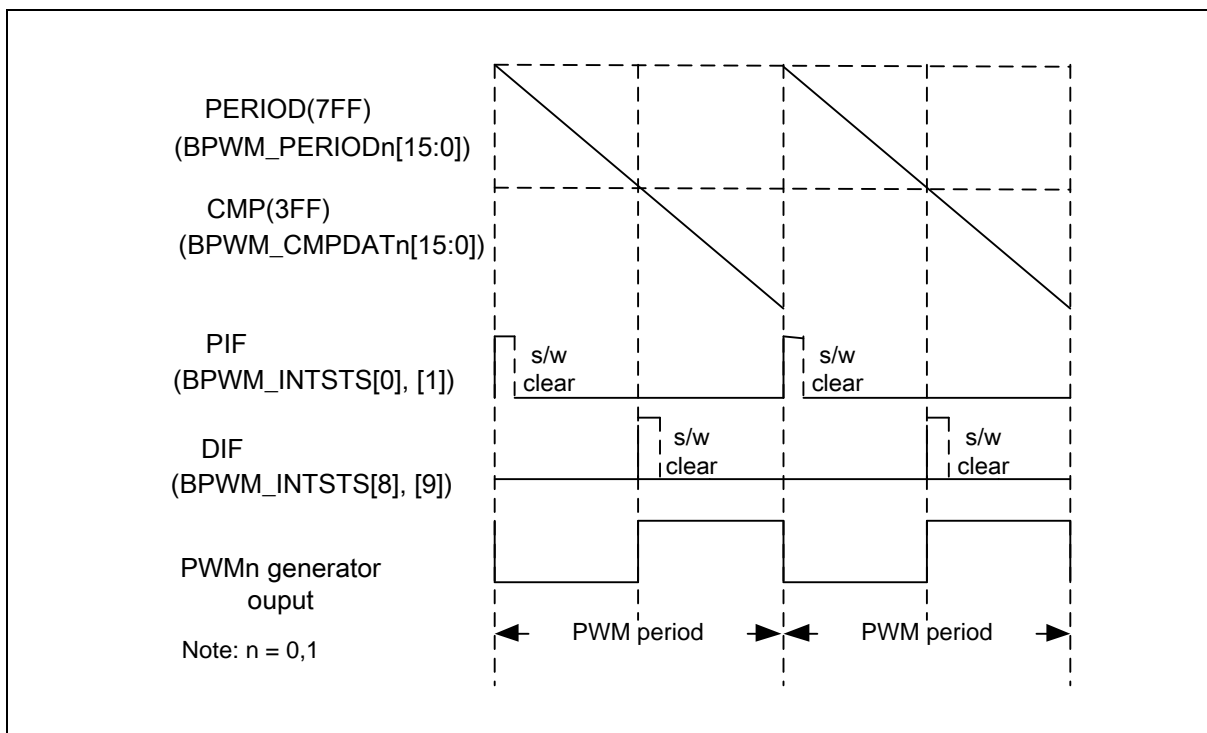 PERIOD(7FF)
(BPWM_PERIODn[15:0])
CMP(3FF)
(BPWM_CMPDATn[15:0])
PIF
(BPWM_INTSTS[0], [1])
s/w
clear
s/w
clear
DIF
(BPWM_INTSTS[8], [9])
s/w
clear
s/w
clear
PWMn generator
ouput
PWM period
PWM period
Note: n = 0,1